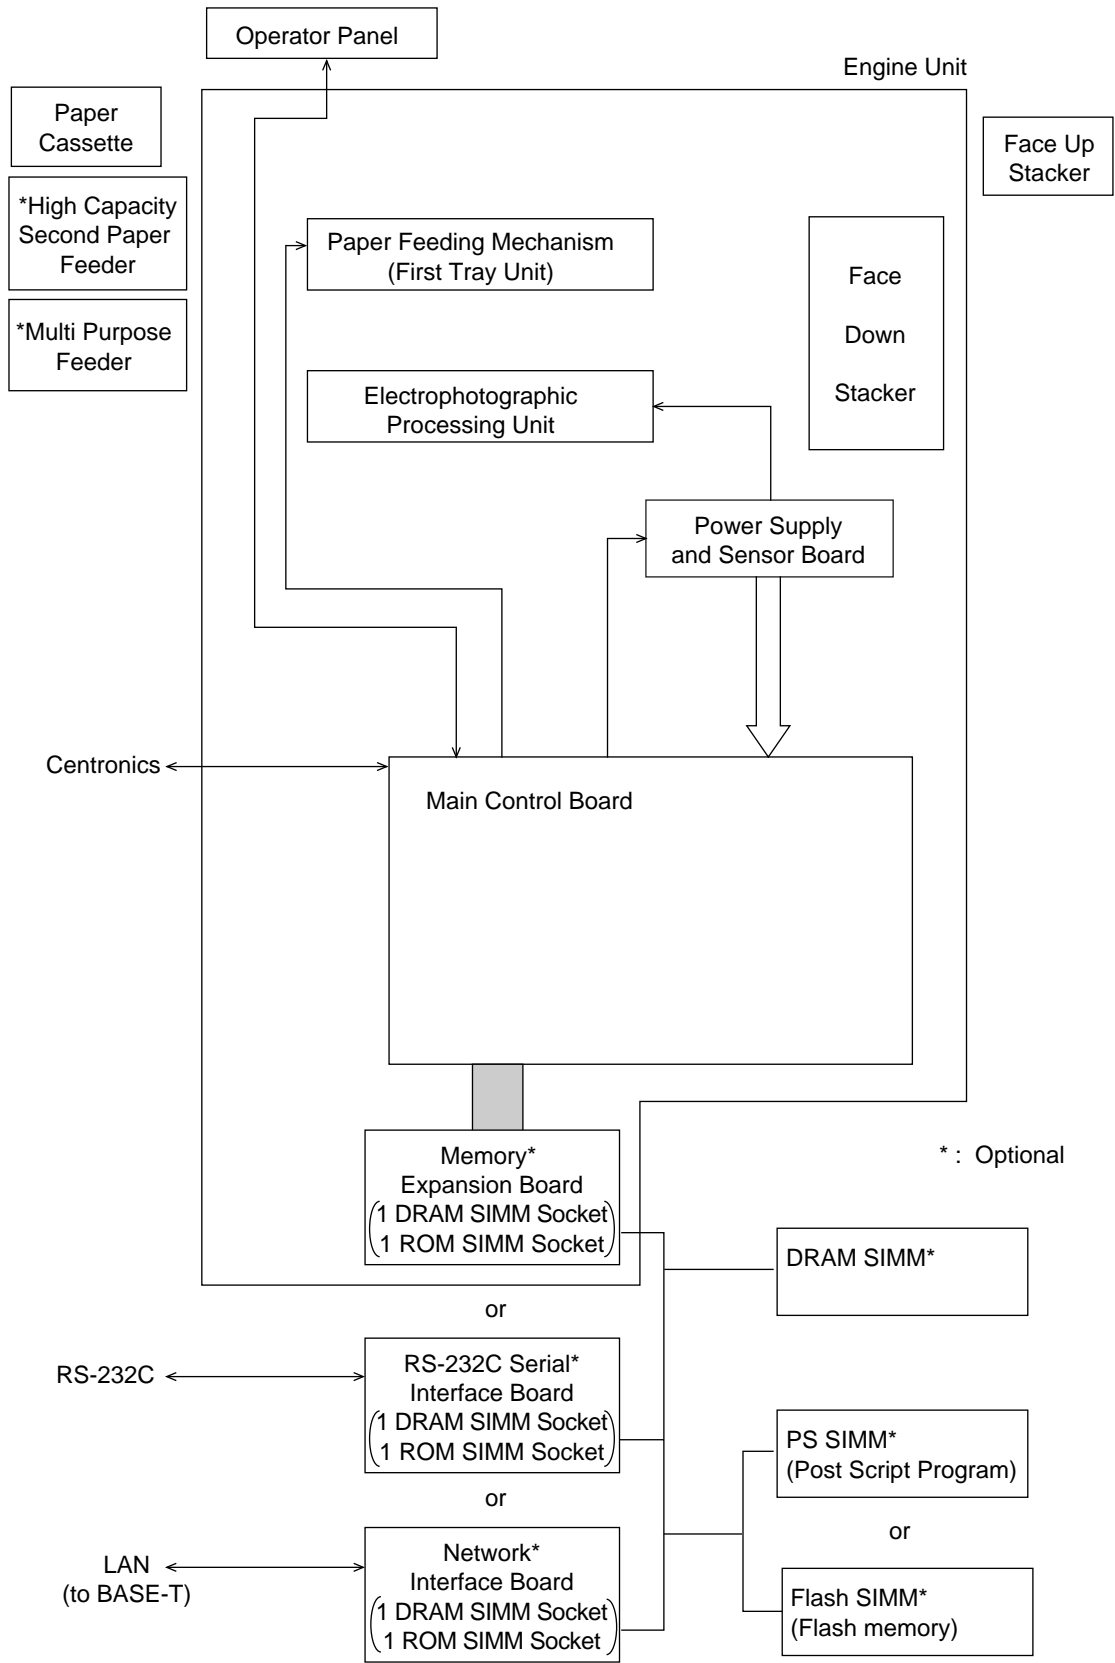 Operator Panel
Engine Unit
Paper
Cassette
Face Up
Stacker
*High Capacity
Second Paper
Feeder
Paper Feeding Mechanism
(First Tray Unit)
Face
Down
Stacker
*Multi Purpose
Feeder
Electrophotographic
Processing Unit
Power Supply
and Sensor Board
Centronics
Main Control Board
Memory*
Expansion Board
(1 DRAM SIMM Socket
1 ROM SIMM Socket)
* : Optional
DRAM SIMM*
or
RS-232C
RS-232C Serial*
Interface Board
(1 DRAM SIMM Socket
1 ROM SIMM Socket)
PS SIMM*
(Post Script Program)
or
or
LAN
(to BASE-T)
Network*
Interface Board
(1 DRAM SIMM Socket
1 ROM SIMM Socket)
Flash SIMM*
(Flash memory)